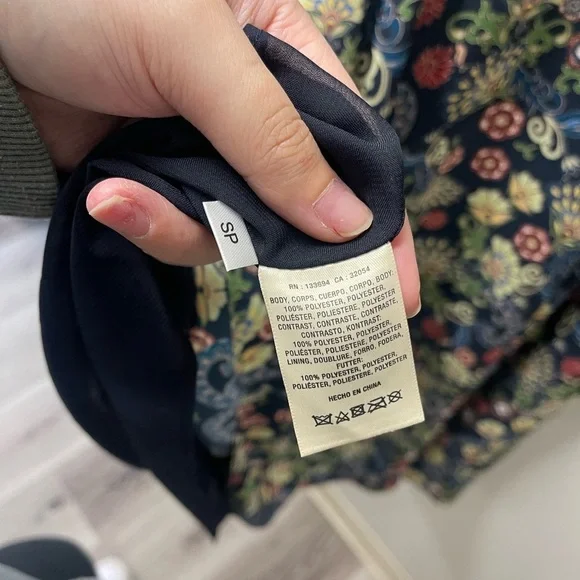 SP
RN : 133694 CA : 32054
BODY, CORPS, CUERPO, CORPO, BODY
100% POLYESTER, POLYESTER,
POLIÉSTER, POLIESTERE, POLYESTER
CONTRAST, CONTRASTE, CONTRASTE,
CONTRASTO, KONTRAST:
100% POLYESTER, POLYESTER,
POLIÉSTER, POLIESTERE, POLYESTER
LINING, DOUBLURE, FORRO, FODERA,
FUTTER:
100% POLYESTER, POLYESTER,
POLIÉSTER, POLIESTERE, POLYESTER
HECHO EN CHINA